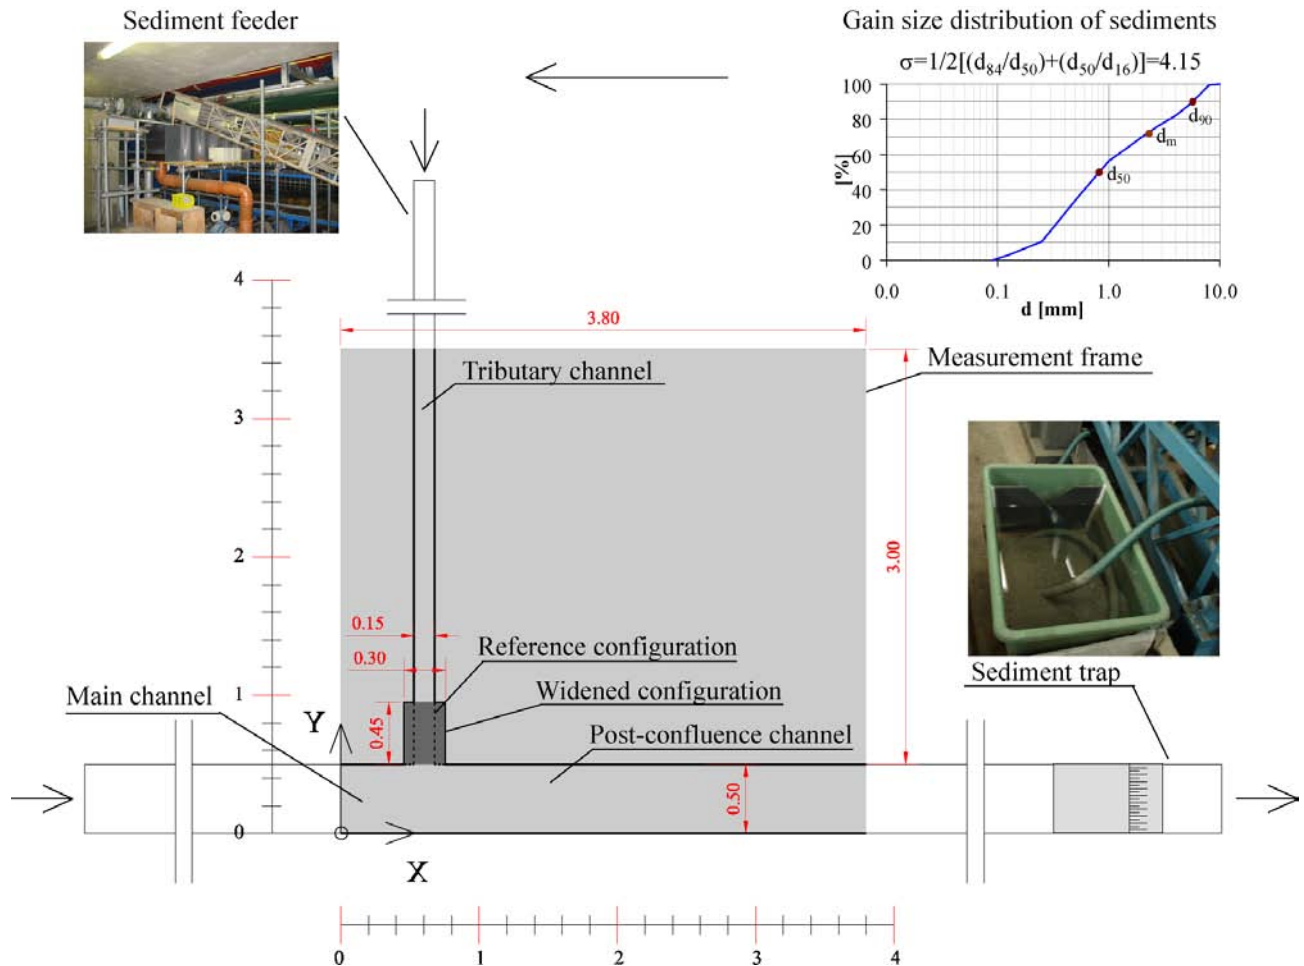 Sediment feeder
Gain size distribution of sediments
σ=1/2[(d84/d50)+(d50/d16)]=4.15
100
80
60
40
20
0
[%]
d90
dm
d50
0.0 0.1 1.0 10.0
d [mm]
4
3
2
1
0
3.80
Measurement frame
Tributary channel
3.00
0.15
0.30
Reference configuration
Widened configuration
Sediment trap
Main channel
Y
0.45
Post-confluence channel
0.50
X
0 1 2 3 4